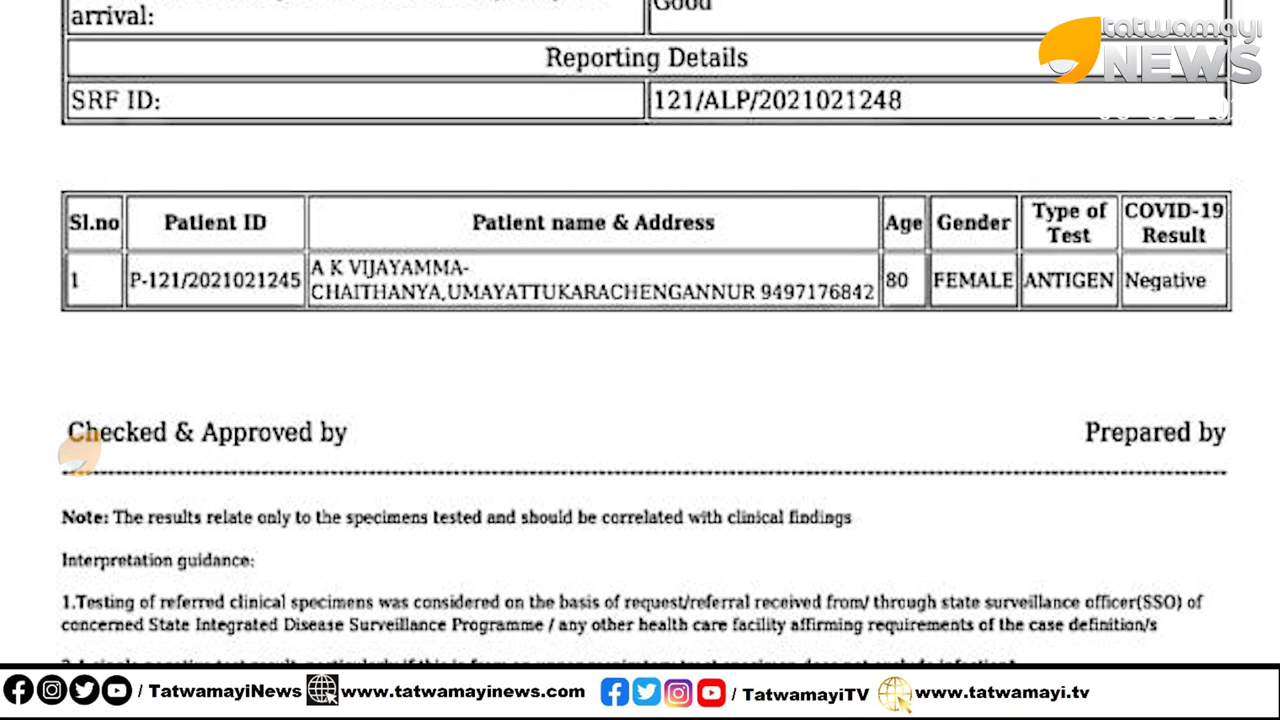 arrival:
Good
tatwamayi
NEWS
Reporting Details
SRF ID:
121/ALP/2021021248
Sl.no
Patient ID
Patient name & Address
Age
Gender
Type of
Test
COVID-19
Result
1
P-121/2021021245
A K VIJAYAMMA-
CHAITHANYA,UMAYATTUKARACHENGANNUR 9497176842
80
FEMALE
ANTIGEN
Negative
Checked & Approved by
Prepared by
Note: The results relate only to the specimens tested and should be correlated with clinical findings
Interpretation guidance:
1.Testing of referred clinical specimens was considered on the basis of request/referral received from/ through state surveillance officer(SSO) of
concerned State Integrated Disease Surveillance Programme / any other health care facility affirming requirements of the case definition/s
/ TatwamayiNews
www.tatwamayinews.com
/ TatwamayiTV
www.tatwamayi.tv